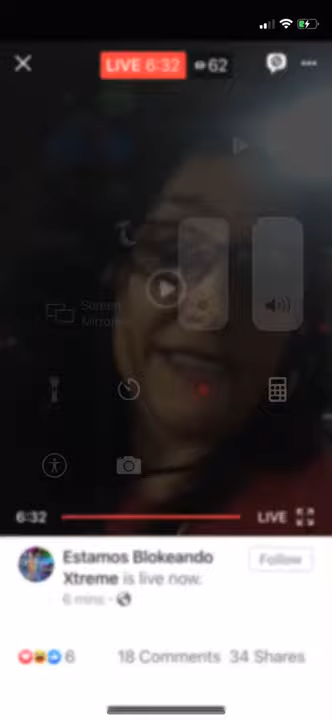 LIVE 6:32 62
Screen
Mirroring
6:32 LIVE
Estamos Blokeando
Xtreme is live now.
Follow
6 mins
6 18 Comments 34 Shares